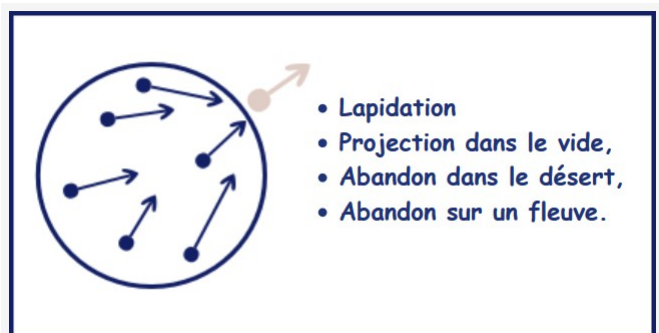 • Lapidation
• Projection dans le vide,
• Abandon dans le désert,
• Abandon sur un fleuve.